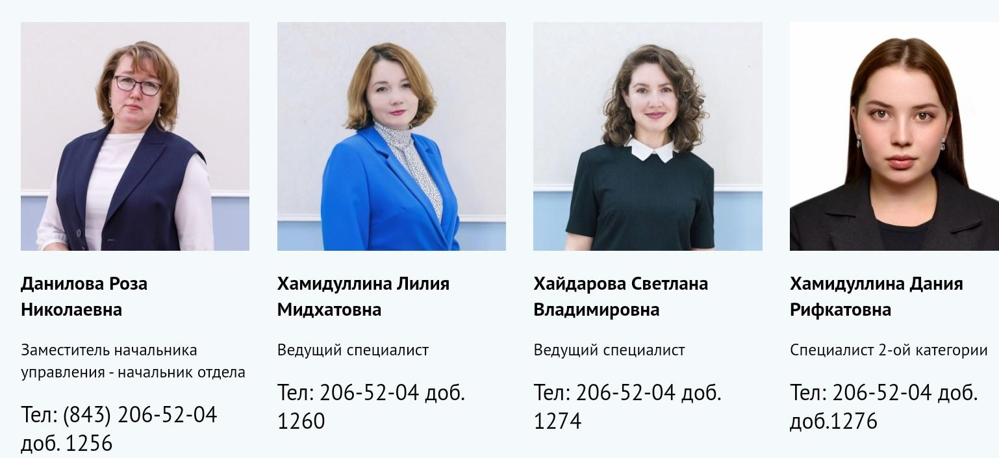 Данилова Роза
Николаевна
Заместитель начальника
управления - начальник отдела
Тел: (843) 206-52-04
доб. 1256
Хамидуллина Лилия
Мидхатовна
Ведущий специалист
Тел: 206-52-04 доб.
1260
Хайдарова Светлана
Владимировна
Ведущий специалист
Тел: 206-52-04 доб.
1274
Хамидуллина Дания
Рифкатовна
Специалист 2-ой категории
Тел: 206-52-04 доб.
доб.1276